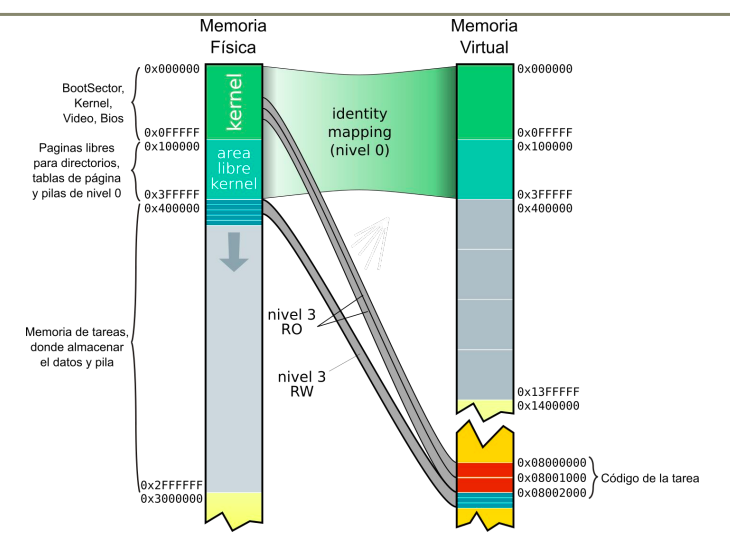 Memoria
Física
Memoria
Virtual
0x000000
BootSector,
Kernel,
Video, Bios
kernel
0x0FFFFF
0x100000
Paginas libres
para directorios,
tablas de página
y pilas de nivel 0
area
libre
kernel
0x3FFFFF
0x400000
identity
mapping
(nivel 0)
0x000000
0x0FFFFF
0x100000
0x3FFFFF
0x400000
Memoria de tareas,
donde almacenar
el datos y pila
nivel 3
RO
nivel 3
RW
0x2FFFFFF
0x3000000
0x13FFFFF
0x1400000
0x08000000
0x08001000
0x08002000
Código de la tarea